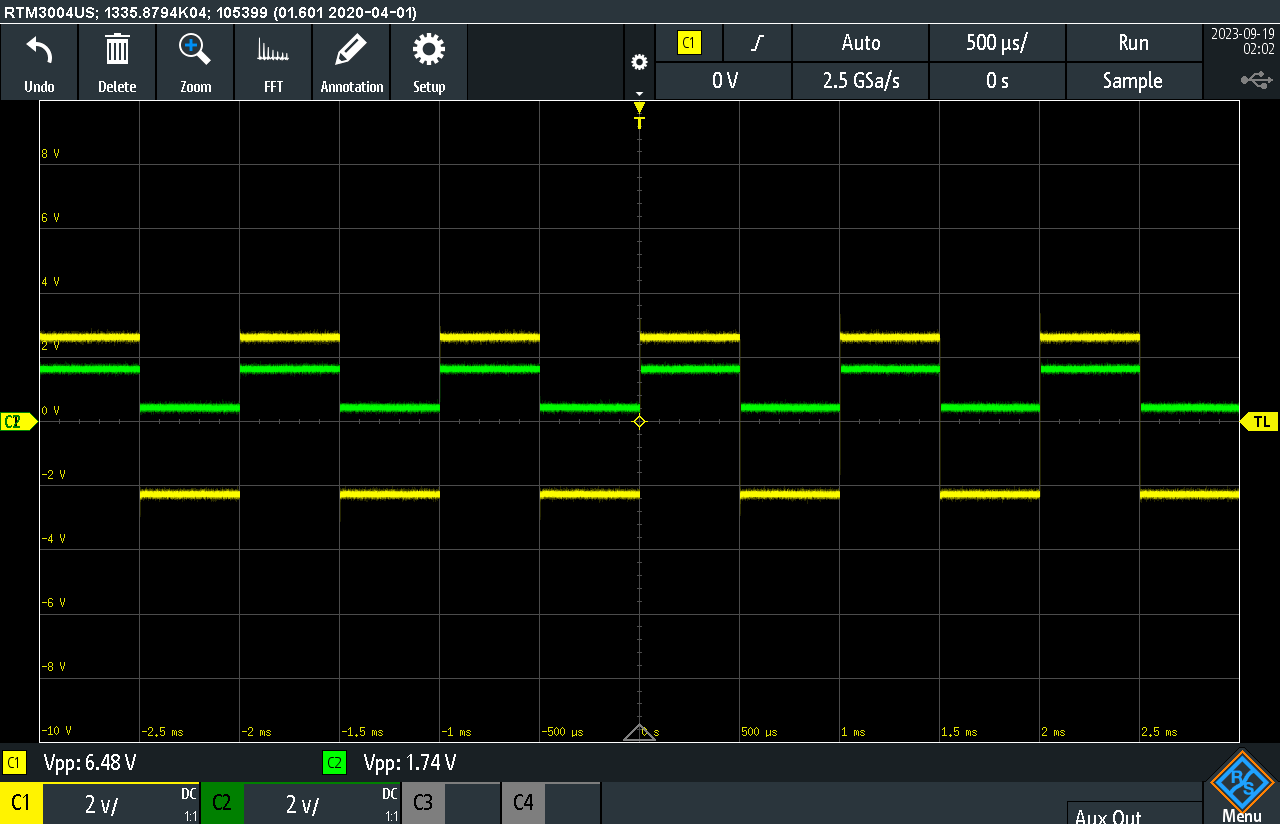 RTM3004US; 1335.8794K04; 105399 (01.601 2020-04-01)
Undo
Delete
Zoom
FFT
Annotation
Setup
C1
Auto
500 µs/
Run
2023-09-19
02:02
0 V
2.5 GSa/s
0 s
Sample
T
8 V
6 V
4 V
2 V
0 V
-2 V
-4 V
-6 V
-8 V
-10 V
TL
-2.5 ms
-2 ms
-1.5 ms
-1 ms
-500 µs
0 s
500 µs
1 ms
1.5 ms
2 ms
2.5 ms
C1 Vpp: 6.48 V
C2 Vpp: 1.74 V
C1 2 V/ DC 1:1
C2 2 V/ DC 1:1
C3
C4
Aux Out
R S
Menu